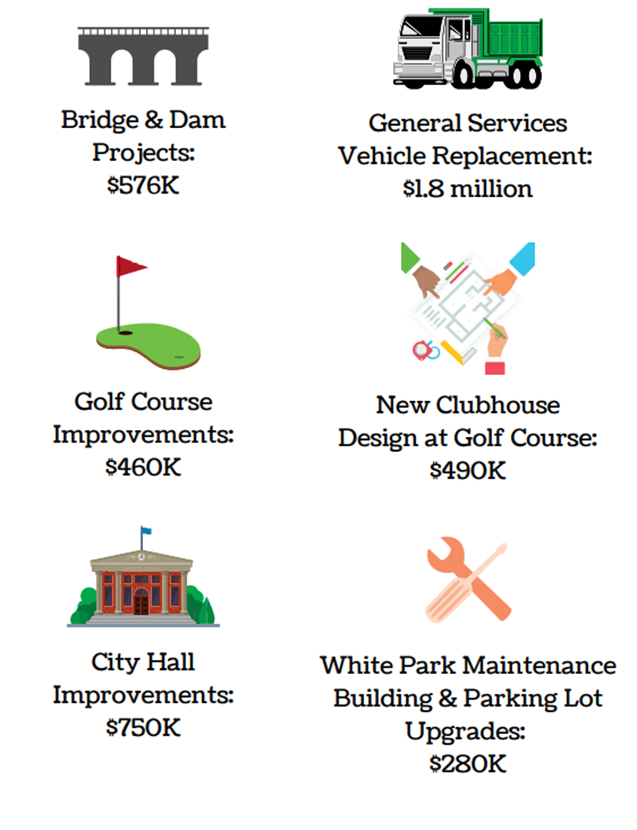 Bridge & Dam
Projects:
$576K
General Services
Vehicle Replacement:
$1.8 million
Golf Course
Improvements:
$460K
New Clubhouse
Design at Golf Course:
$490K
City Hall
Improvements:
$750K
White Park Maintenance
Building & Parking Lot
Upgrades:
$280K